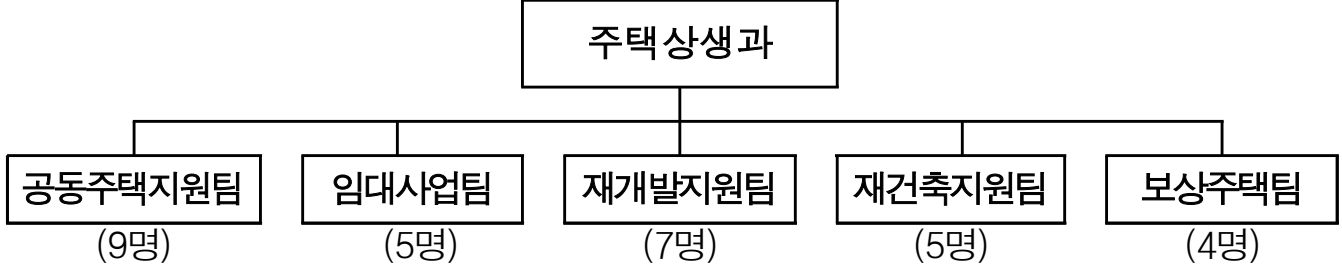 주택상생과
공동주택지원팀 임대사업팀 재개발지원팀 재건축지원팀 보상주택팀
(9명) (5명) (7명) (5명) (4명)